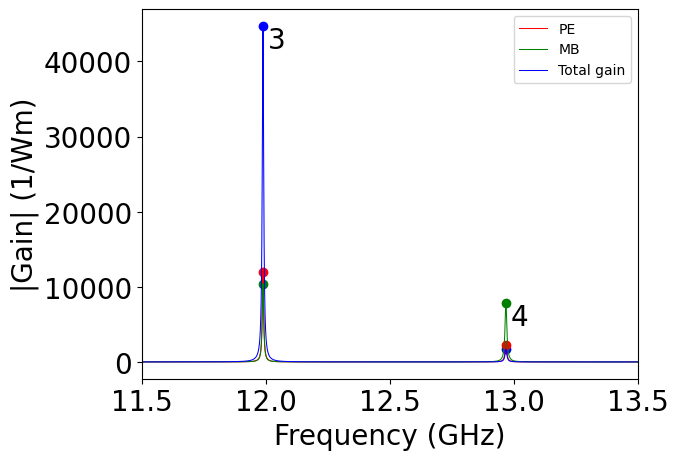 PE
MB
Total gain
3
4
|Gain| (1/Wm)
40000
30000
20000
10000
0
11.5 12.0 12.5 13.0 13.5
Frequency (GHz)